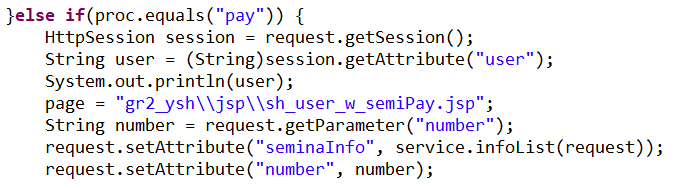 }else if(proc.equals("pay")) {
HttpSession session = request.getSession();
String user = (String)session.getAttribute("user");
System.out.println(user);
page = "gr2_ysh\\jsp\\sh_user_w_semiPay.jsp";
String number = request.getParameter("number");
request.setAttribute("seminaInfo", service.infoList(request));
request.setAttribute("number", number);